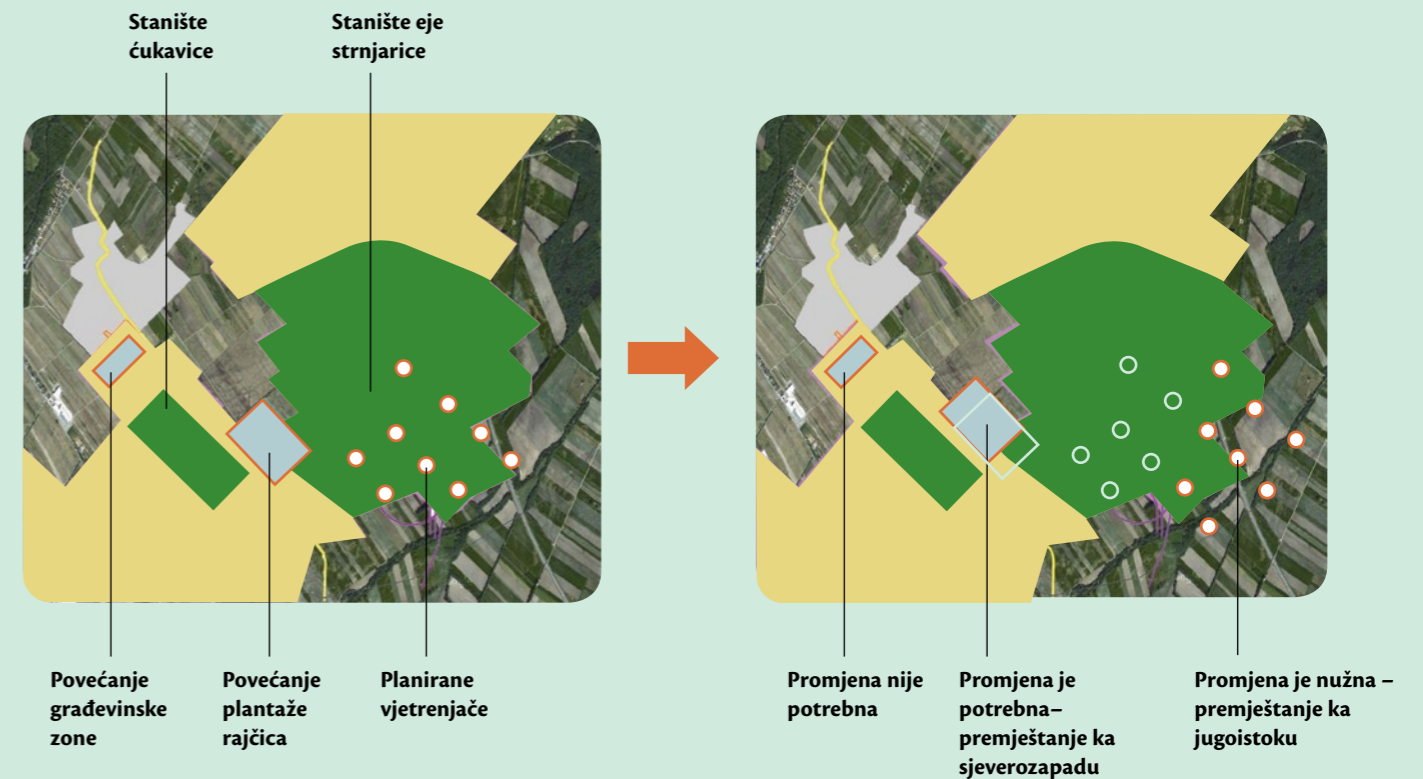 Stanište
ćukavice
Stanište eje
strnjarice
Povećanje
građevinske
zone
Povećanje
plantaže
rajčica
Planirane
vjetrenjače
Promjena nije
potrebna
Promjena je
potrebna–
premještanje ka
sjeverozapadu
Promjena je nužna –
premještanje ka
jugoistoku